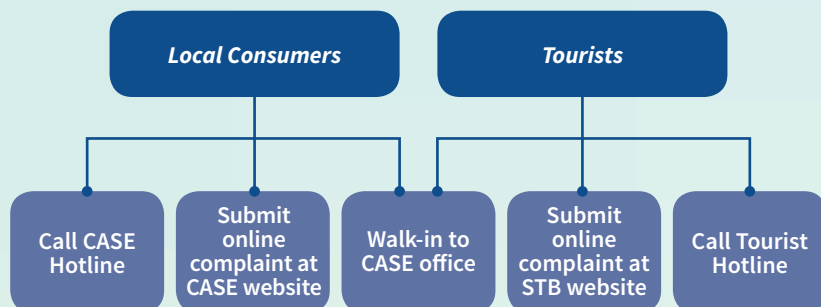 Local Consumers
Tourists
Call CASE
Hotline
Submit
online
complaint at
CASE website
Walk-in to
CASE office
Submit
online
complaint at
STB website
Call Tourist
Hotline